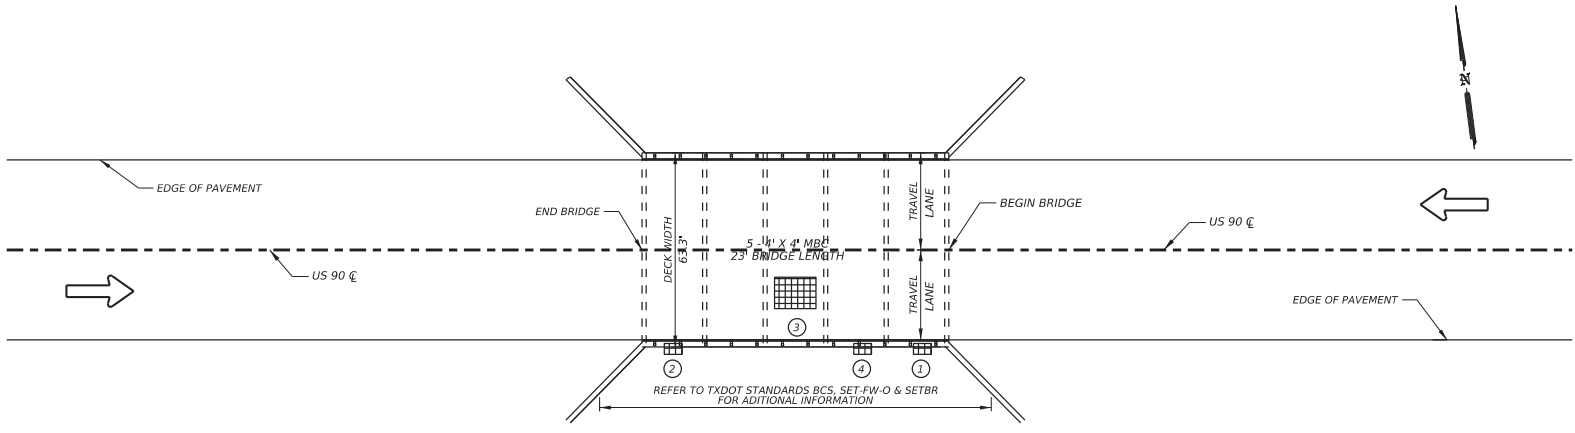 N
EDGE OF PAVEMENT
TRAVEL
LANE
END BRIDGE
BEGIN BRIDGE
US 90 ℄
DECK WIDTH
63.3'
5 - 4' X 4' MBC
23' BRIDGE LENGTH
US 90 ℄
TRAVEL
LANE
EDGE OF PAVEMENT
3
2
4
1
REFER TO TXDOT STANDARDS BCS, SET-FW-O & SETBR
FOR ADITIONAL INFORMATION